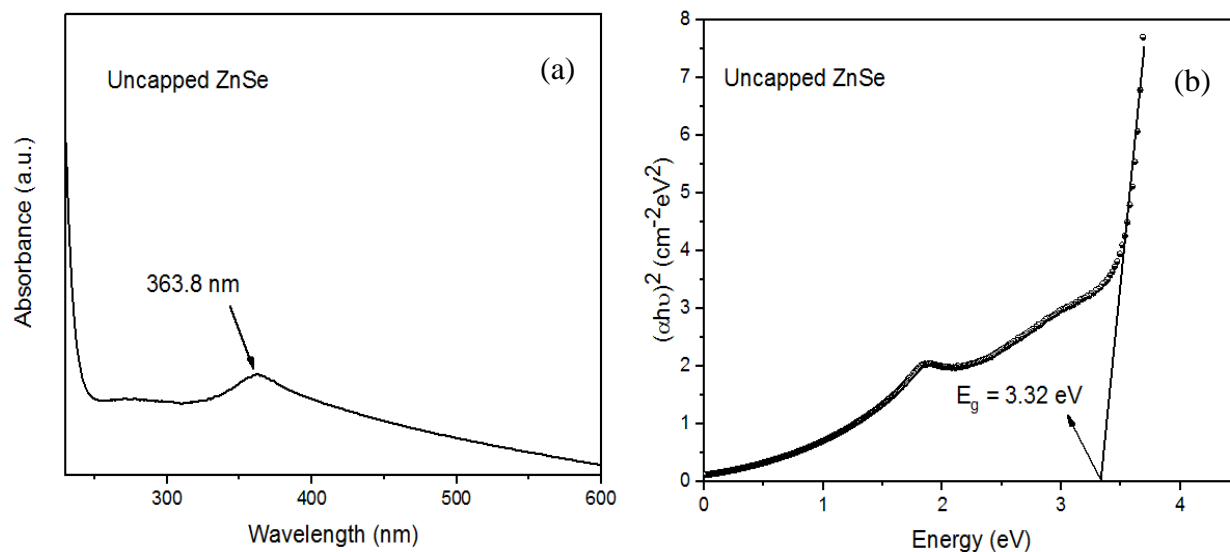 Uncapped ZnSe
(a)
363.8 nm
Absorbance (a.u.)
300
400
500
600
Wavelength (nm)
Uncapped ZnSe
(b)
8
7
6
5
4
3
2
1
0
(αhυ)² (cm⁻²eV²)
E_g = 3.32 eV
0
1
2
3
4
Energy (eV)